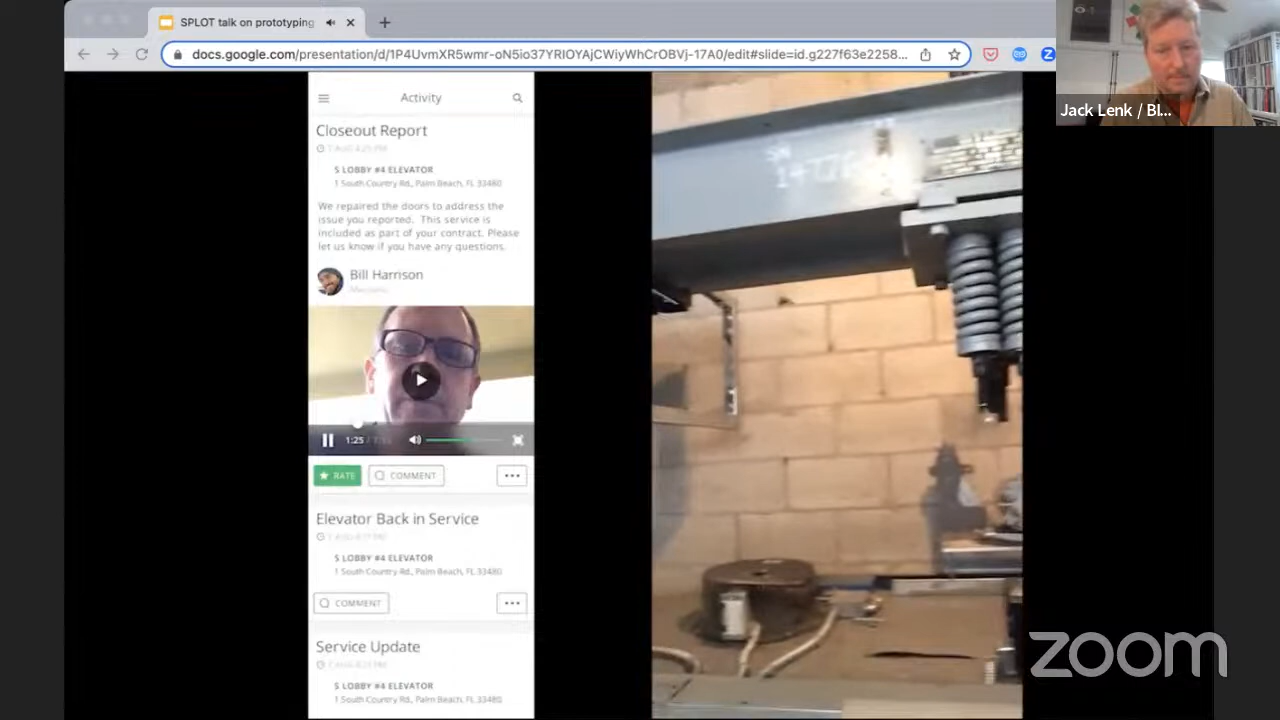 SPLOT talk on prototyping
docs.google.com/presentation/d/1P4UvmXR5wmr-oN5io37YRIOYAjCWiyWhCrOBVj-17A0/edit#slide=id.g227f63e2258...
Jack Lenk / Bl...
Activity
Closeout Report
S LOBBY #4 ELEVATOR
1 South Country Rd., Palm Beach, FL 33480
We repaired the doors to address the
issue you reported. This service is
included as part of your contract. Please
let us know if you have any questions.
Bill Harrison
1:25
RATE
COMMENT
Elevator Back in Service
S LOBBY #4 ELEVATOR
1 South Country Rd., Palm Beach, FL 33480
COMMENT
Service Update
S LOBBY #4 ELEVATOR
1 South Country Rd., Palm Beach, FL 33480
zoom